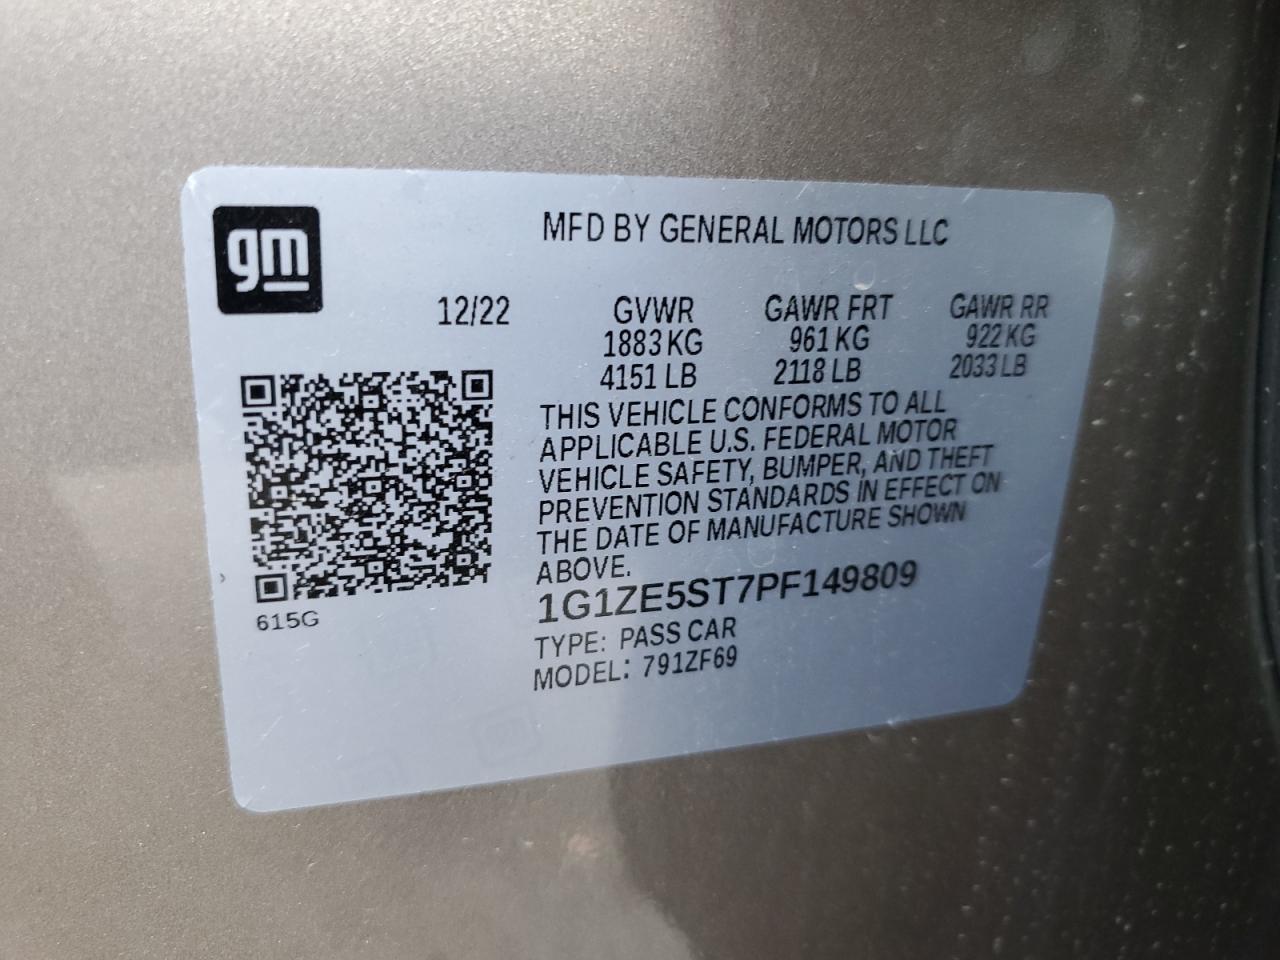 gm
MFD BY GENERAL MOTORS LLC
12/22 GVWR GAWR FRT GAWR RR
1883 KG 961 KG 922 KG
4151 LB 2118 LB 2033 LB
THIS VEHICLE CONFORMS TO ALL
APPLICABLE U.S. FEDERAL MOTOR
VEHICLE SAFETY, BUMPER, AND THEFT
PREVENTION STANDARDS IN EFFECT ON
THE DATE OF MANUFACTURE SHOWN
ABOVE.
1G1ZE5ST7PF149809
615G
TYPE: PASS CAR
MODEL: 791ZF69